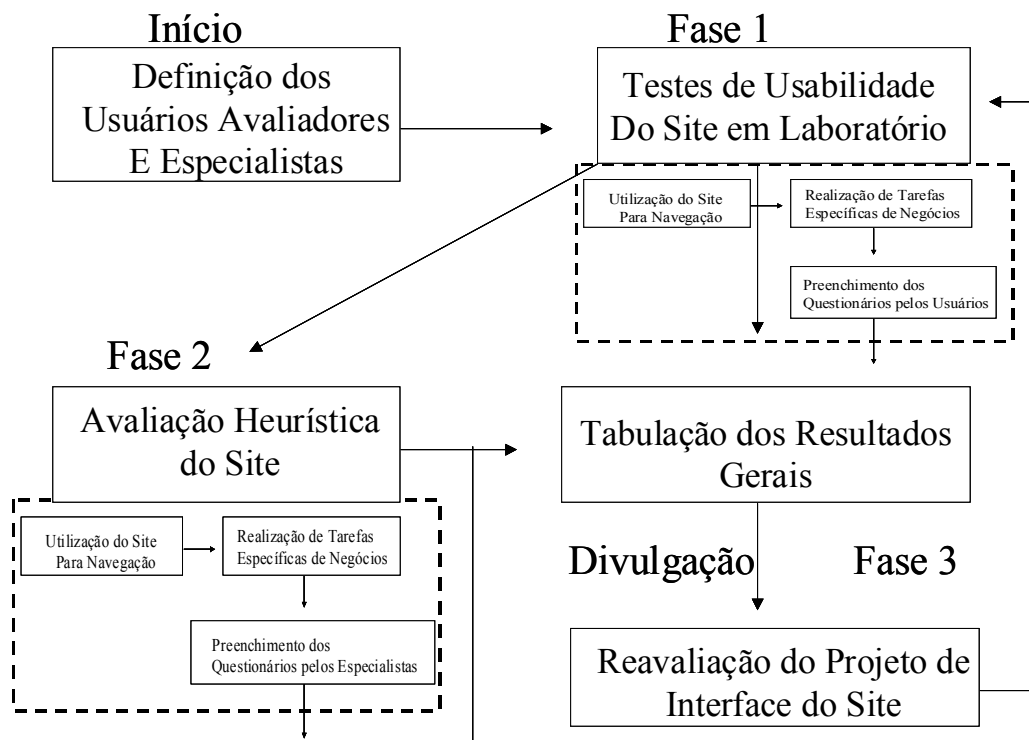 Início
Definição dos
Usuários Avaliadores
E Especialistas
Fase 1
Testes de Usabilidade
Do Site em Laboratório
Utilização do Site
Para Navegação
Realização de Tarefas
Específicas de Negócios
Preenchimento dos
Questionários pelos Usuários
Fase 2
Avaliação Heurística
do Site
Utilização do Site
Para Navegação
Realização de Tarefas
Específicas de Negócios
Preenchimento dos
Questionários pelos Especialistas
Tabulação dos Resultados
Gerais
Divulgação
Fase 3
Reavaliação do Projeto de
Interface do Site